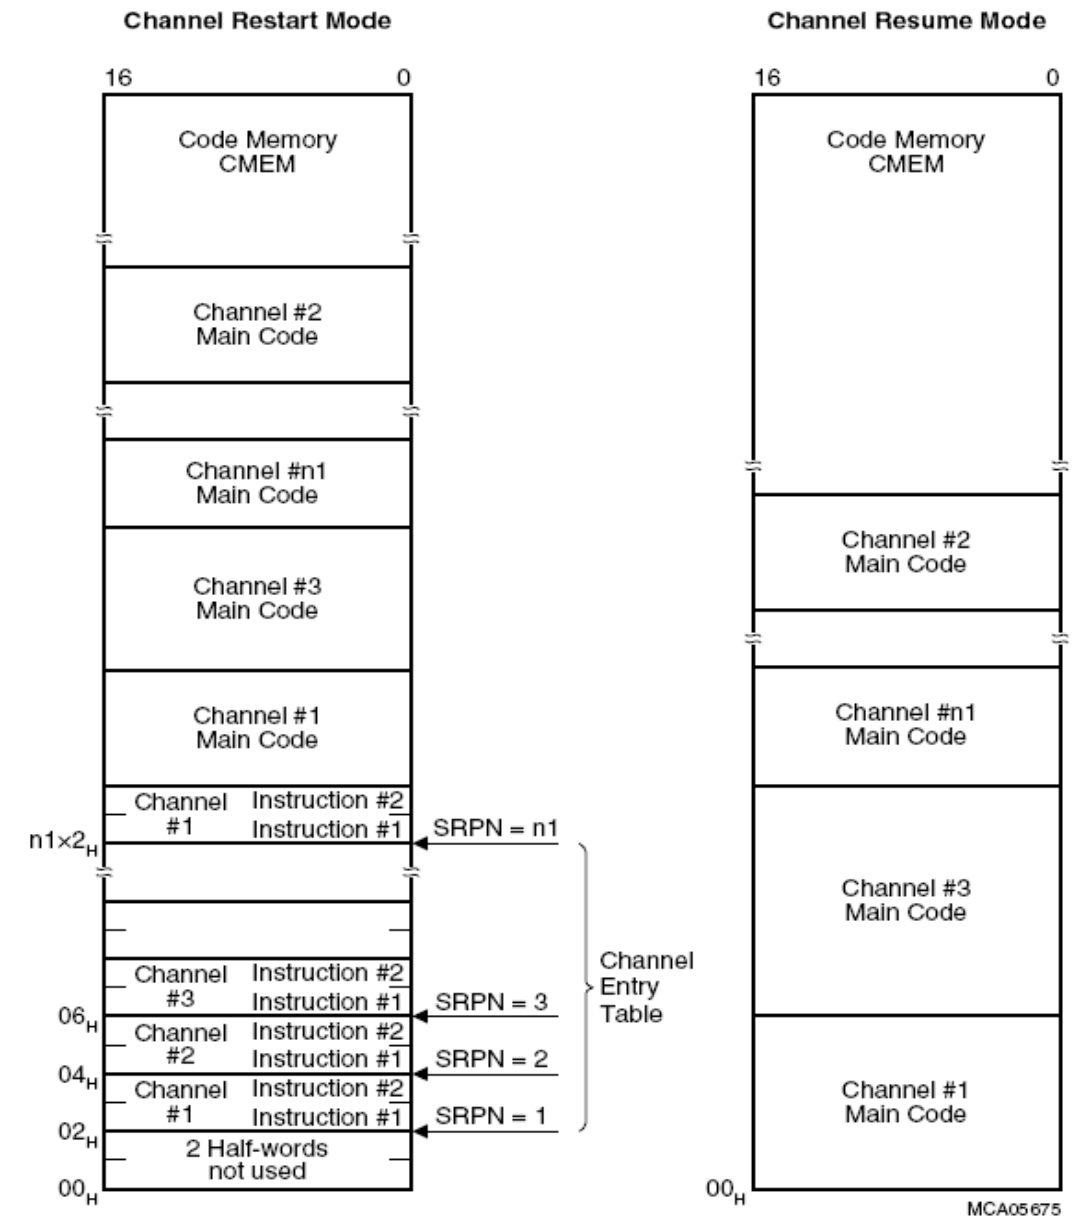 Channel Restart Mode
Channel Resume Mode
16
0
16
0
Code Memory
CMEM
Code Memory
CMEM
Channel #2
Main Code
Channel #n1
Main Code
Channel #2
Main Code
Channel #3
Main Code
Channel #1
Main Code
Channel #n1
Main Code
Channel
#1
Instruction #2
Instruction #1
n1×2H
SRPN = n1
Channel #3
Main Code
Channel
#3
Instruction #2
Instruction #1
06H
SRPN = 3
Channel
Entry
Table
Channel
#2
Instruction #2
Instruction #1
04H
SRPN = 2
Channel
#1
Instruction #2
Instruction #1
02H
SRPN = 1
Channel #1
Main Code
2 Half-words
not used
00H
00H
MCA05675